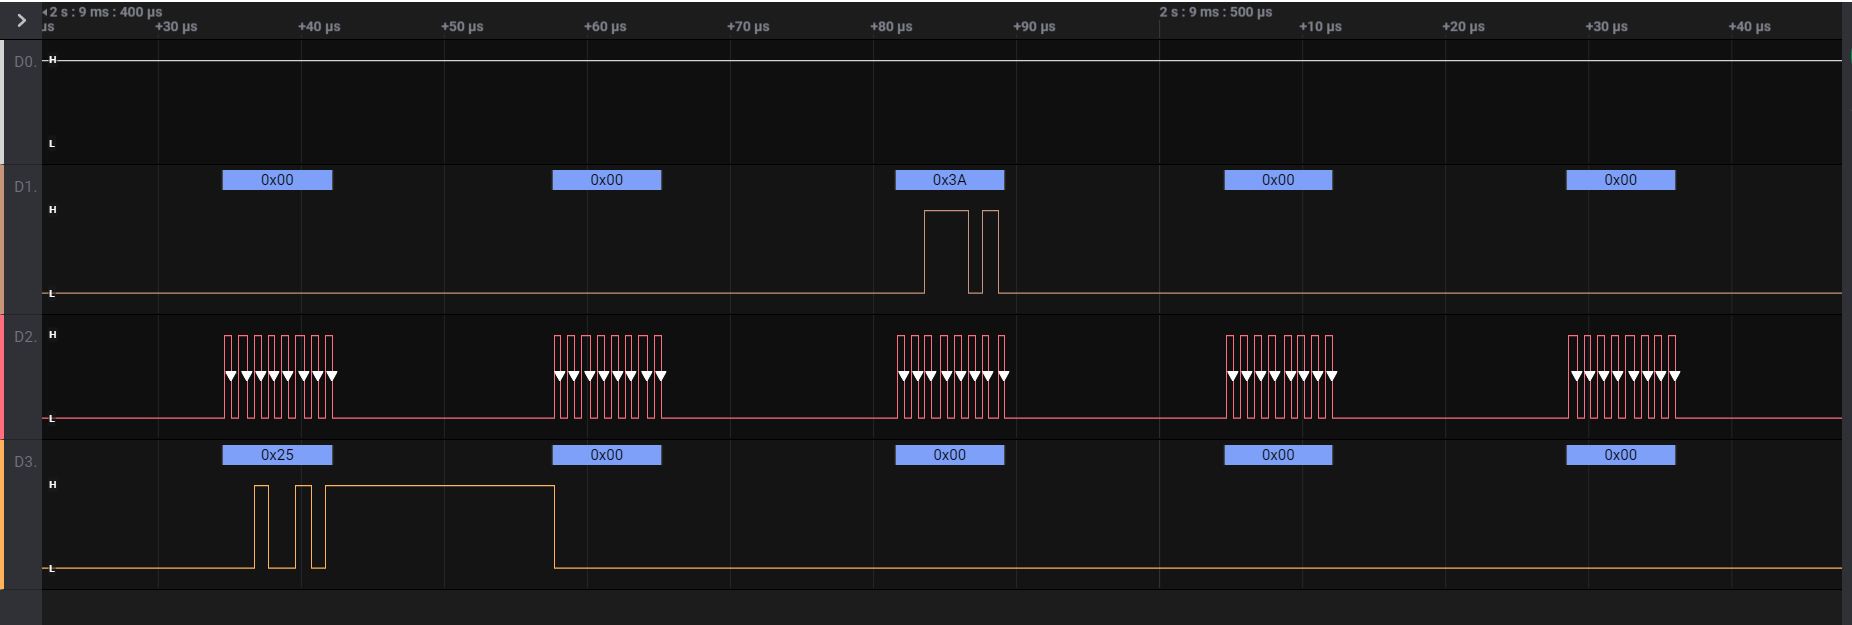 2 s : 9 ms : 400 µs 2 s : 9 ms : 500 µs
µs +30 µs +40 µs +50 µs +60 µs +70 µs +80 µs +90 µs +10 µs +20 µs +30 µs +40 µs
D0. H
L
0x00 0x00 0x3A 0x00 0x00
D1.
H
L
D2. H
L
0x25 0x00 0x00 0x00 0x00
D3.
H
L